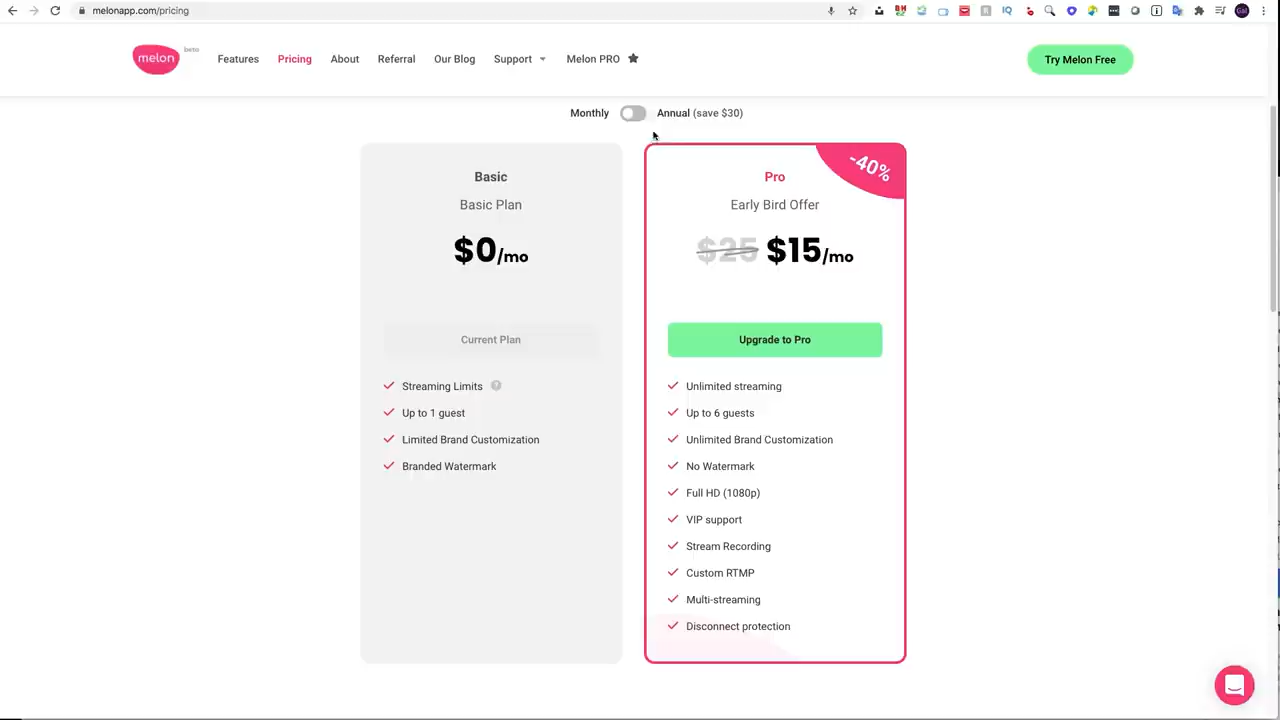 melonapp.com/pricing
melon
beta
Features
Pricing
About
Referral
Our Blog
Support
Melon PRO
Try Melon Free
Monthly
Annual (save $30)
Basic
Basic Plan
$0/mo
Current Plan
Streaming Limits ?
Up to 1 guest
Limited Brand Customization
Branded Watermark
-40%
Pro
Early Bird Offer
$25 $15/mo
Upgrade to Pro
Unlimited streaming
Up to 6 guests
Unlimited Brand Customization
No Watermark
Full HD (1080p)
VIP support
Stream Recording
Custom RTMP
Multi-streaming
Disconnect protection